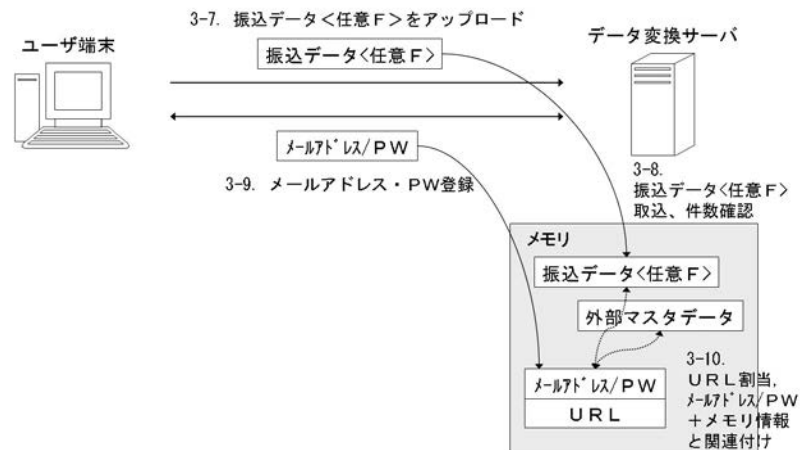 3-7. 振込データ＜任意Ｆ＞をアップロード
ユーザ端末
振込データ<任意Ｆ>
データ変換サーバ
ﾒｰﾙｱﾄﾞﾚｽ/ＰＷ
3-9. メールアドレス・ＰＷ登録
3-8.
振込データ<任意Ｆ>
取込、件数確認
メモリ
振込データ<任意Ｆ>
外部マスタデータ
3-10.
ＵＲＬ割当,
ﾒｰﾙｱﾄﾞﾚｽ/ＰＷ
＋メモリ情報
と関連付け
ﾒｰﾙｱﾄﾞﾚｽ/ＰＷ
ＵＲＬ